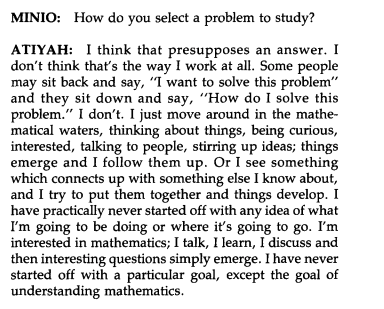 MINIO: How do you select a problem to study?
ATIYAH: I think that presupposes an answer. I
don't think that's the way I work at all. Some people
may sit back and say, "I want to solve this problem"
and they sit down and say, "How do I solve this
problem." I don't. I just move around in the mathe-
matical waters, thinking about things, being curious,
interested, talking to people, stirring up ideas; things
emerge and I follow them up. Or I see something
which connects up with something else I know about,
and I try to put them together and things develop. I
have practically never started off with any idea of what
I'm going to be doing or where it's going to go. I'm
interested in mathematics; I talk, I learn, I discuss and
then interesting questions simply emerge. I have never
started off with a particular goal, except the goal of
understanding mathematics.